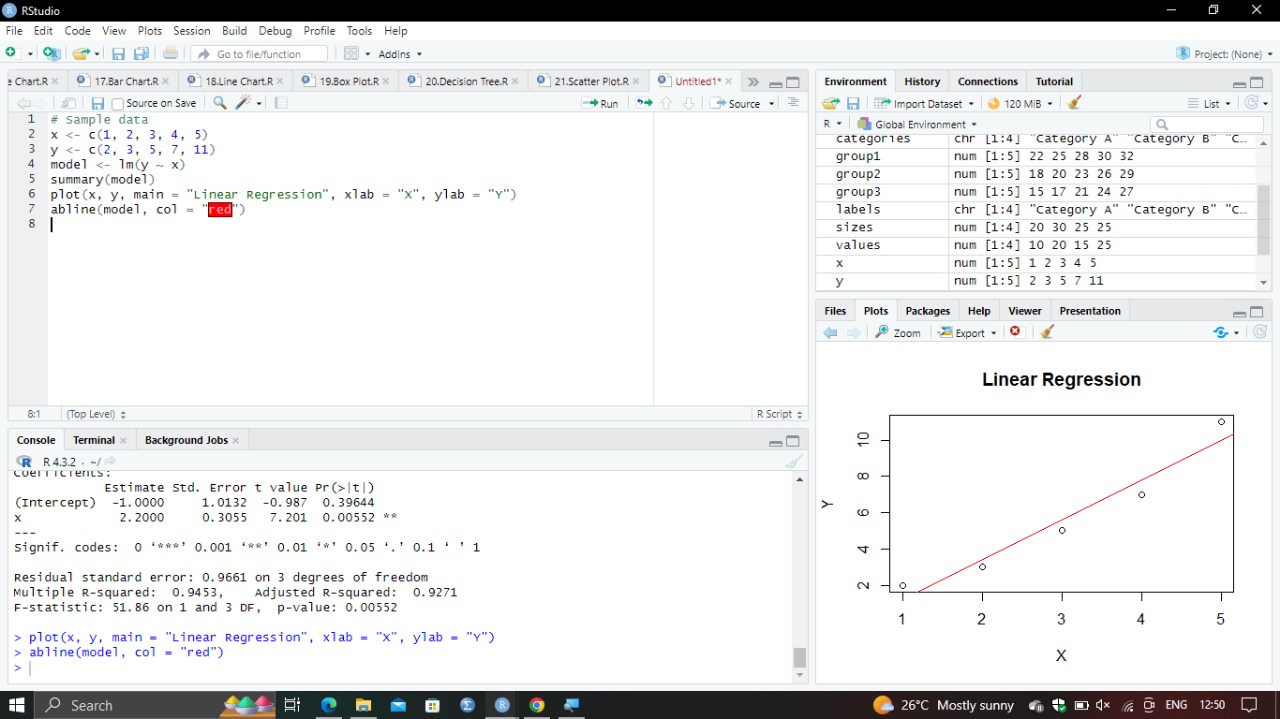 RStudio
File Edit Code View Plots Session Build Debug Profile Tools Help
Go to file/function Addins Project: (None)
e Chart.R 17.Bar Chart.R 18.Line Chart.R 19.Box Plot.R 20.Decision Tree.R 21.Scatter Plot.R Untitled1*
Source on Save Run Source
1 # Sample data
2 x <- c(1, 2, 3, 4, 5)
3 y <- c(2, 3, 5, 7, 11)
4 model <- lm(y ~ x)
5 summary(model)
6 plot(x, y, main = "Linear Regression", xlab = "X", ylab = "Y")
7 abline(model, col = "red")
8
8:1 (Top Level) R Script
Console Terminal Background Jobs
R 4.3.2 · ~/
Coefficients:
Estimate Std. Error t value Pr(>|t|)
(Intercept) -1.0000 1.0132 -0.987 0.39644
x 2.2000 0.3055 7.201 0.00552 **
---
Signif. codes: 0 ‘***’ 0.001 ‘**’ 0.01 ‘*’ 0.05 ‘.’ 0.1 ‘ ’ 1
Residual standard error: 0.9661 on 3 degrees of freedom
Multiple R-squared: 0.9453, Adjusted R-squared: 0.9271
F-statistic: 51.86 on 1 and 3 DF, p-value: 0.00552
> plot(x, y, main = "Linear Regression", xlab = "X", ylab = "Y")
> abline(model, col = "red")
>
Environment History Connections Tutorial
Import Dataset 120 MiB List
R Global Environment
categories chr [1:4] "Category A" "Category B" "C…
group1 num [1:5] 22 25 28 30 32
group2 num [1:5] 18 20 23 26 29
group3 num [1:5] 15 17 21 24 27
labels chr [1:4] "Category A" "Category B" "C…
sizes num [1:4] 20 30 25 25
values num [1:4] 10 20 15 25
x num [1:5] 1 2 3 4 5
y num [1:5] 2 3 5 7 11
Files Plots Packages Help Viewer Presentation
Zoom Export
Linear Regression
10
8
6
4
2
Y
1 2 3 4 5
X
Search 26°C Mostly sunny ENG 12:50